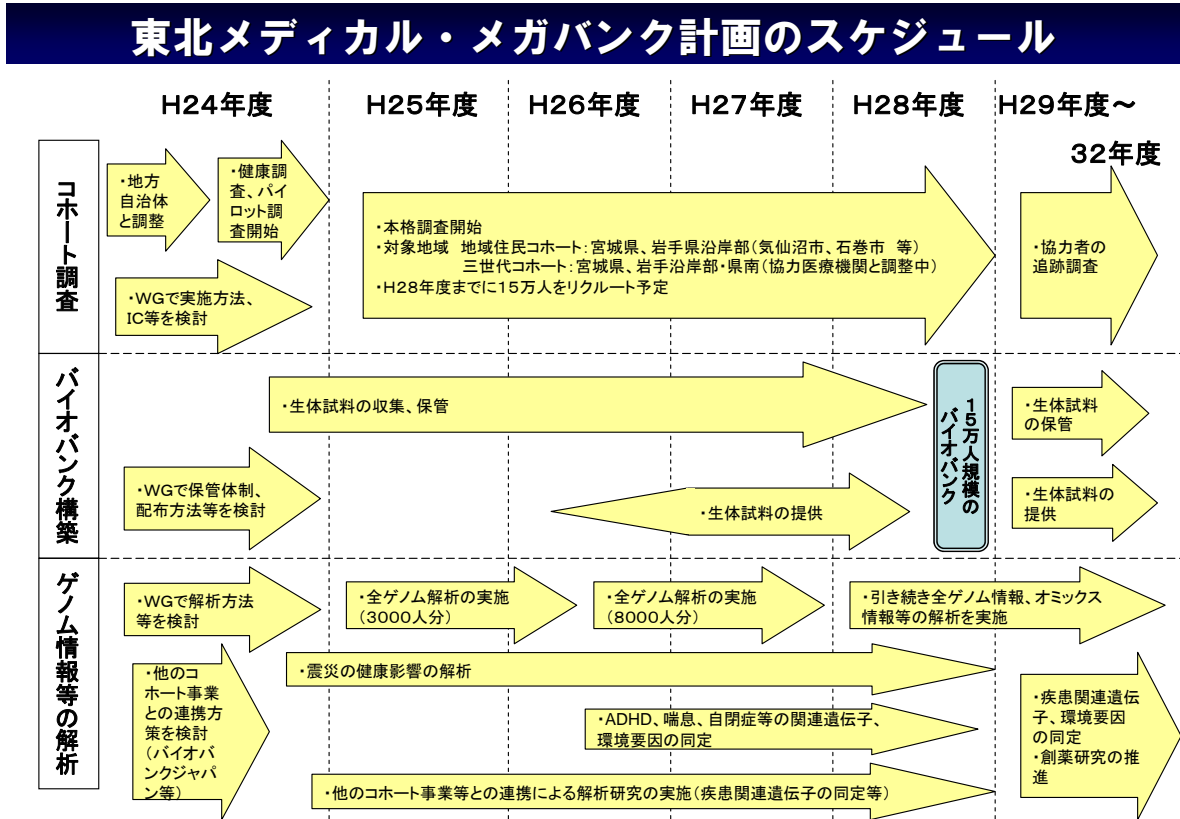 東北メディカル・メガバンク計画のスケジュール
H24年度
H25年度
H26年度
H27年度
H28年度
H29年度～
32年度
コホート調査
・地方
自治体
と調整
・健康調
査、パイ
ロット調
査開始
・WGで実施方法、
IC等を検討
・本格調査開始
・対象地域 地域住民コホート：宮城県、岩手県沿岸部（気仙沼市、石巻市 等）
三世代コホート：宮城県、岩手沿岸部・県南（協力医療機関と調整中）
・H28年度までに15万人をリクルート予定
・協力者の
追跡調査
バイオバンク構築
・生体試料の収集、保管
・WGで保管体制、
配布方法等を検討
・生体試料の提供
15万人規模の
バイオバンク
・生体試料
の保管
・生体試料の
提供
ゲノム情報等の解析
・WGで解析方法
等を検討
・全ゲノム解析の実施
（3000人分）
・全ゲノム解析の実施
（8000人分）
・引き続き全ゲノム情報、オミックス
情報等の解析を実施
・他のコ
ホート事業
との連携方
策を検討
（バイオバ
ンクジャパ
ン等）
・震災の健康影響の解析
・ADHD、喘息、自閉症等の関連遺伝子、
環境要因の同定
・他のコホート事業等との連携による解析研究の実施（疾患関連遺伝子の同定等）
・疾患関連遺伝
子、環境要因
の同定
・創薬研究の推
進